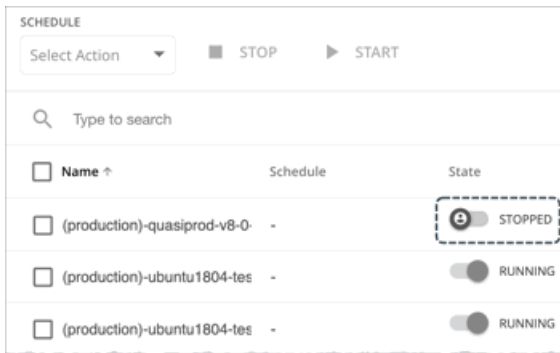 SCHEDULE
Select Action STOP START
Type to search
Name ↑ Schedule State
(production)-quasiprod-v8-0- - STOPPED
(production)-ubuntu1804-tes - RUNNING
(production)-ubuntu1804-tes - RUNNING